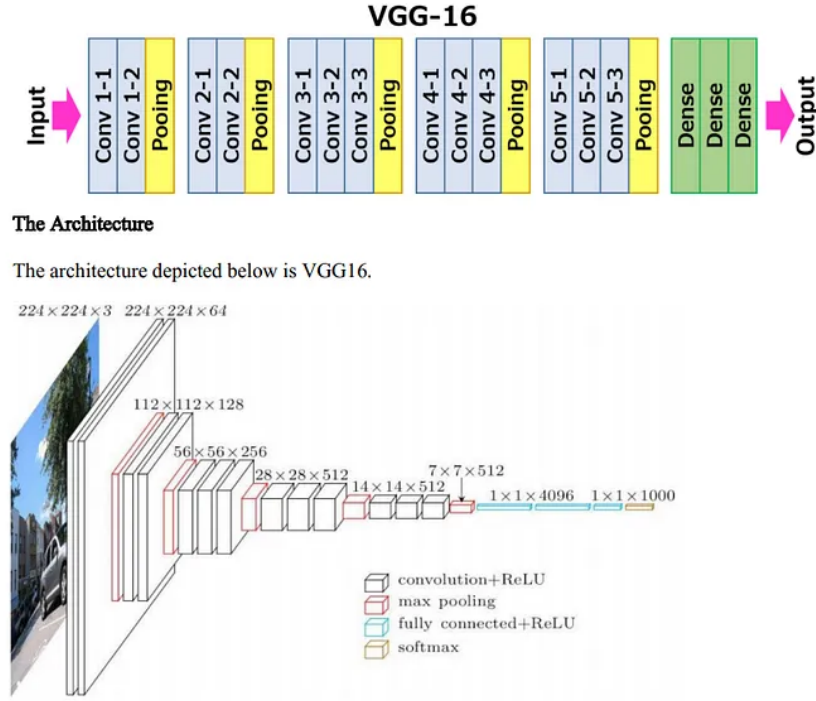 VGG-16
Input
Conv 1-1
Conv 1-2
Pooing
Conv 2-1
Conv 2-2
Pooing
Conv 3-1
Conv 3-2
Conv 3-3
Pooing
Conv 4-1
Conv 4-2
Conv 4-3
Pooing
Conv 5-1
Conv 5-2
Conv 5-3
Pooing
Dense
Dense
Dense
Output
The Architecture
The architecture depicted below is VGG16.
224×224×3 224×224×64
112×112×128
56×56×256
28×28×512
14×14×512
7×7×512
1×1×4096
1×1×1000
convolution+ReLU
max pooling
fully connected+ReLU
softmax